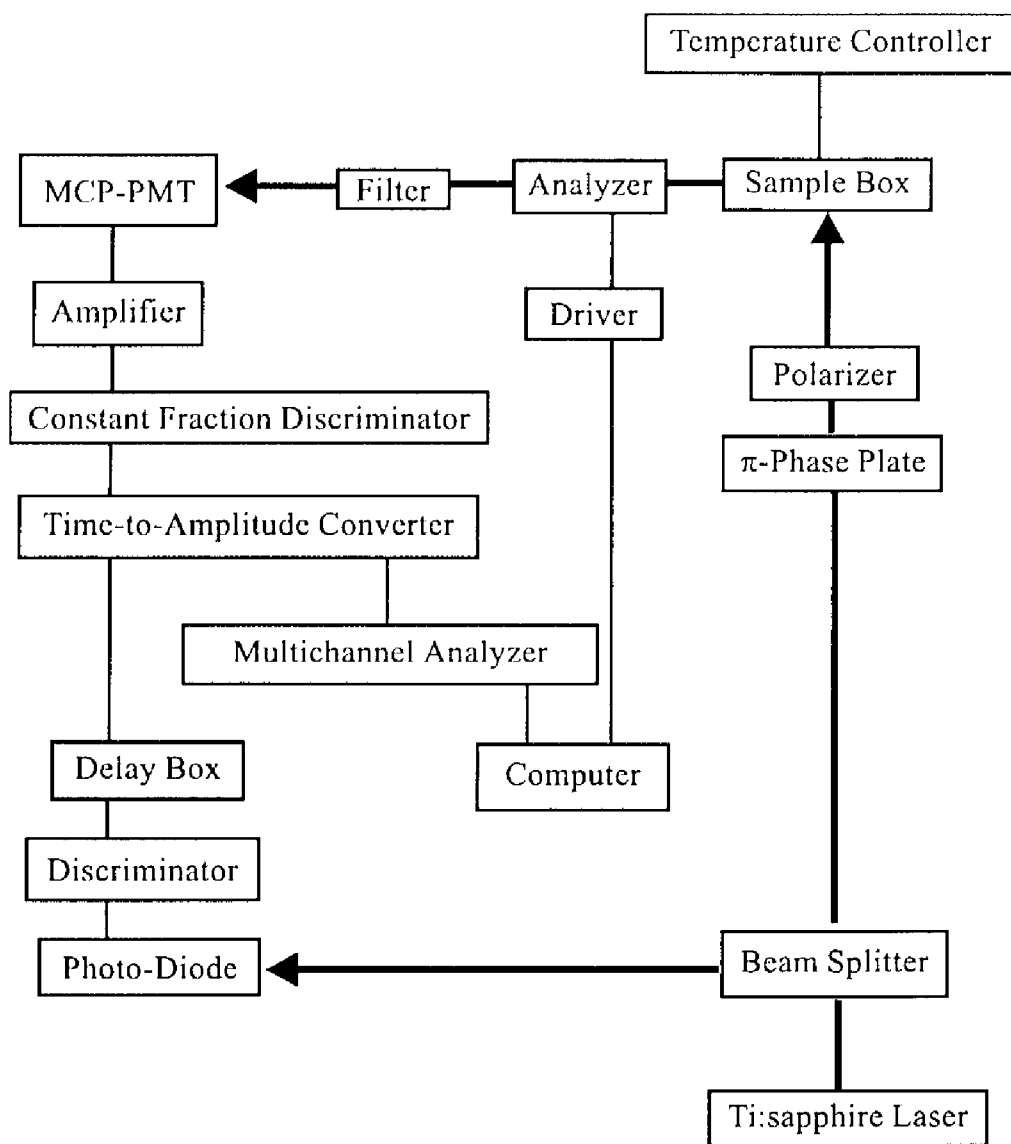 Temperature Controller
MCP-PMT
Filter
Analyzer
Sample Box
Amplifier
Driver
Polarizer
Constant Fraction Discriminator
π-Phase Plate
Time-to-Amplitude Converter
Multichannel Analyzer
Delay Box
Computer
Discriminator
Photo-Diode
Beam Splitter
Ti:sapphire Laser